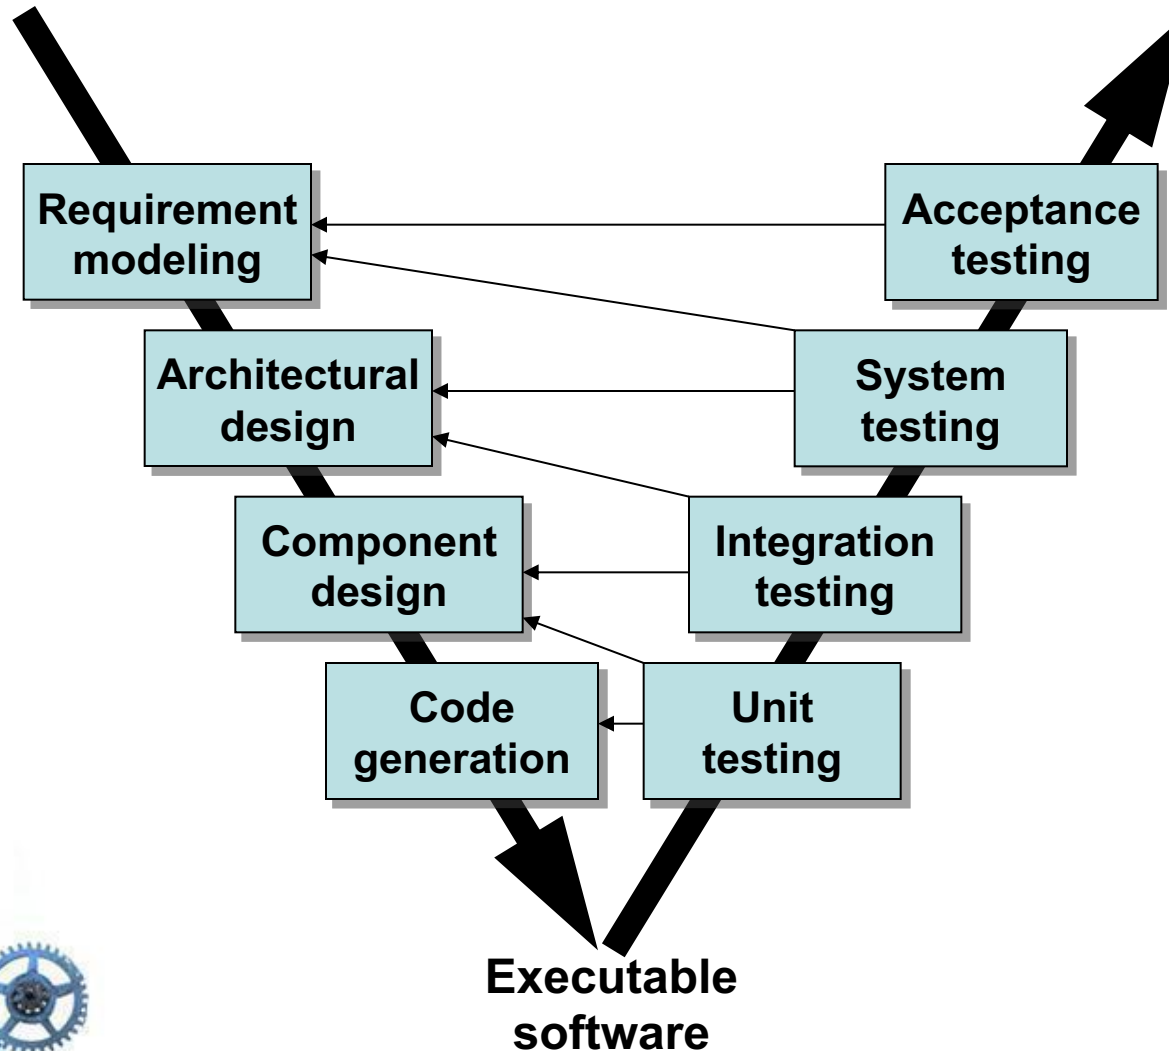 Requirement
modeling
Acceptance
testing
Architectural
design
System
testing
Component
design
Integration
testing
Code
generation
Unit
testing
Executable
software